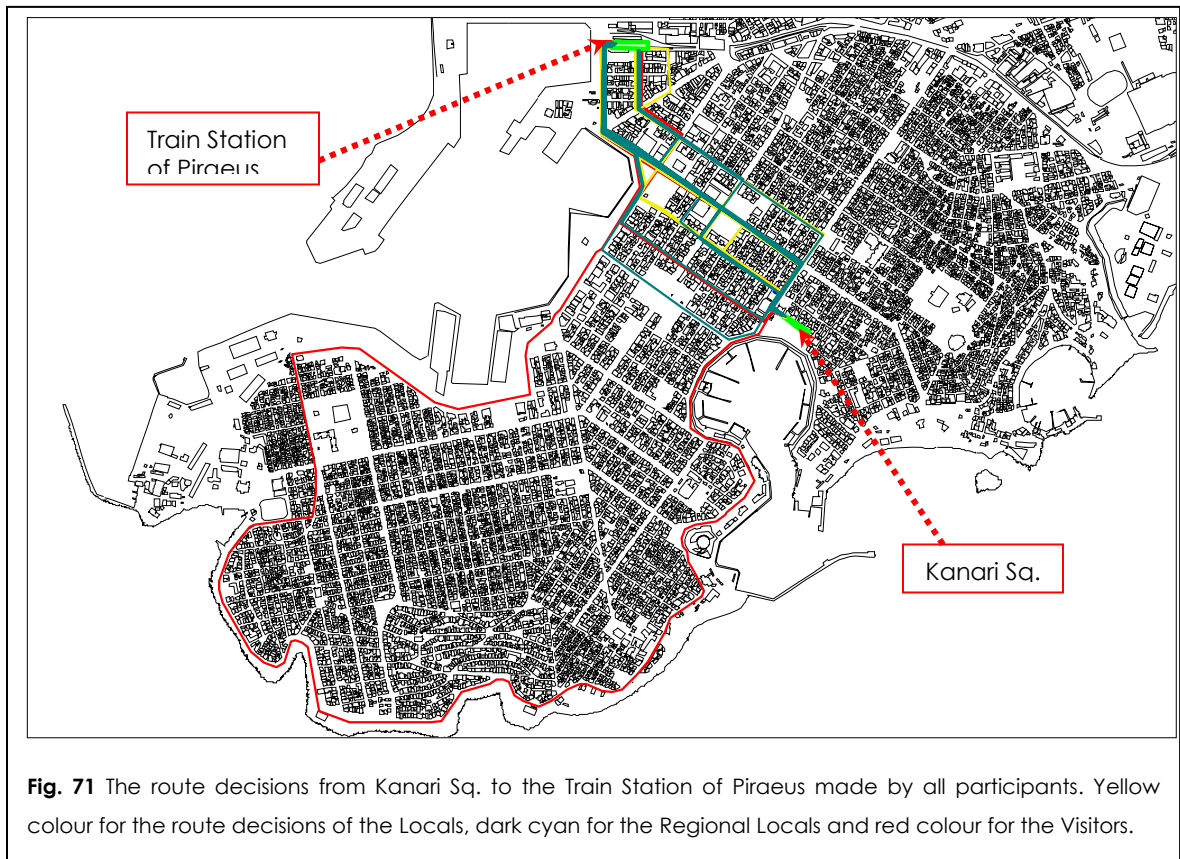 Train Station
of Piraeus
Kanari Sq.
Fig. 71 The route decisions from Kanari Sq. to the Train Station of Piraeus made by all participants. Yellow
colour for the route decisions of the Locals, dark cyan for the Regional Locals and red colour for the Visitors.